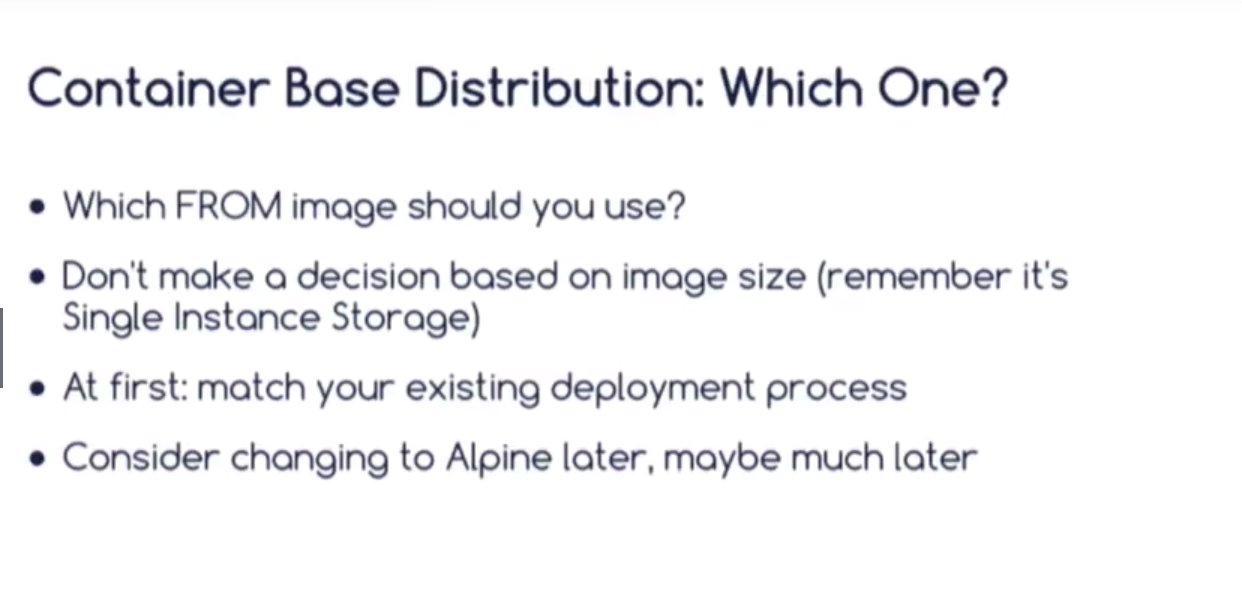 Container Base Distribution: Which One?
• Which FROM image should you use?
• Don't make a decision based on image size (remember it's
Single Instance Storage)
• At first: match your existing deployment process
• Consider changing to Alpine later, maybe much later